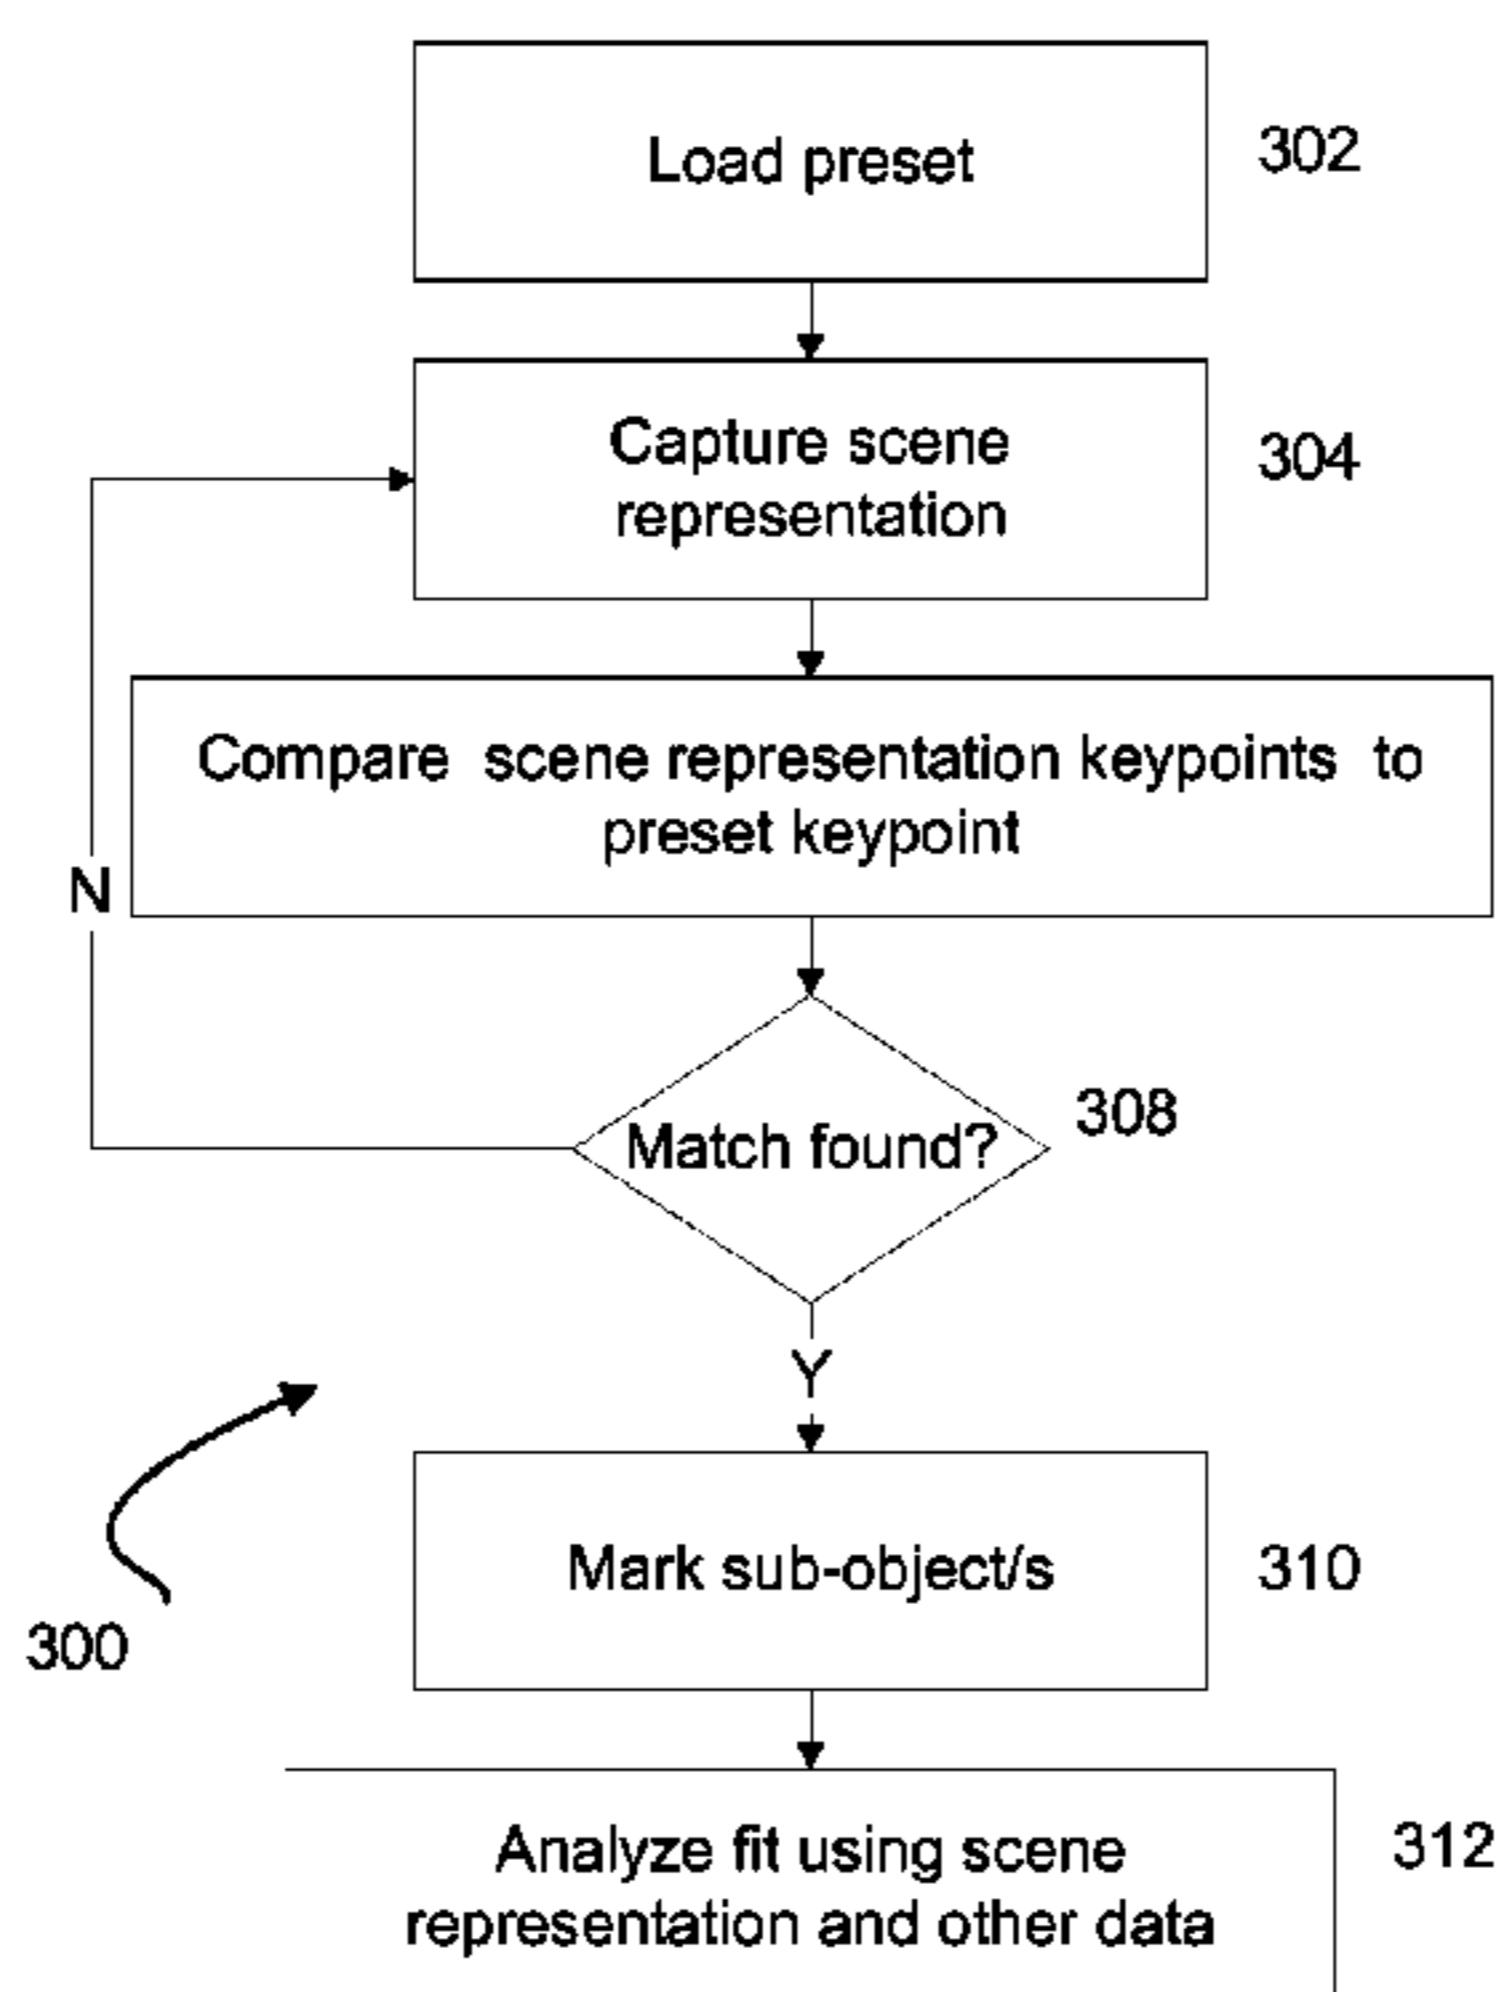 Load preset
302
Capture scene
representation
304
Compare scene representation keypoints to
preset keypoint
N
Match found?
308
Y
Mark sub-object/s
310
300
Analyze fit using scene
representation and other data
312